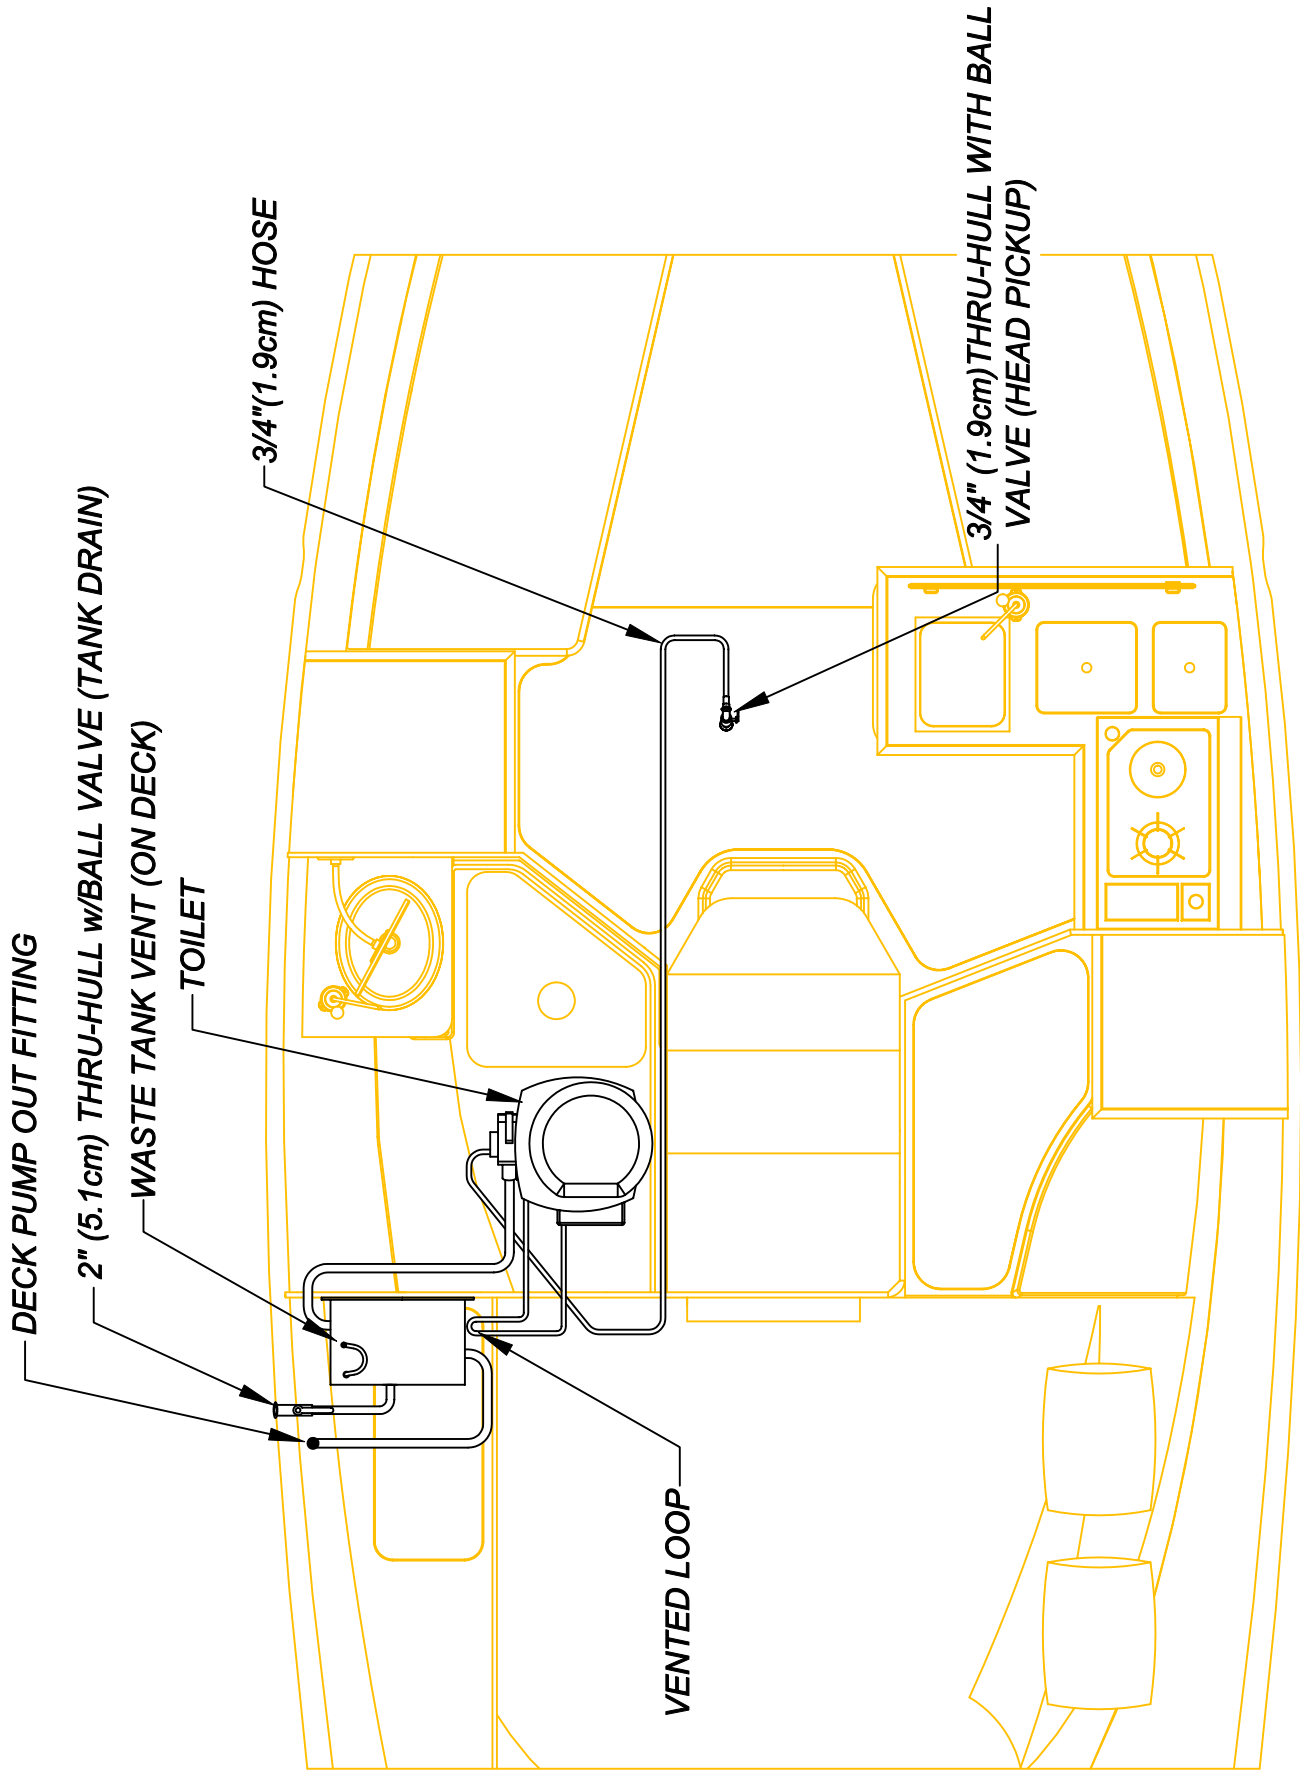 DECK PUMP OUT FITTING
2" (5.1cm) THRU-HULL w/BALL VALVE (TANK DRAIN)
WASTE TANK VENT (ON DECK)
TOILET
3/4"(1.9cm) HOSE
VENTED LOOP
3/4" (1.9cm)THRU-HULL WITH BALL
VALVE (HEAD PICKUP)